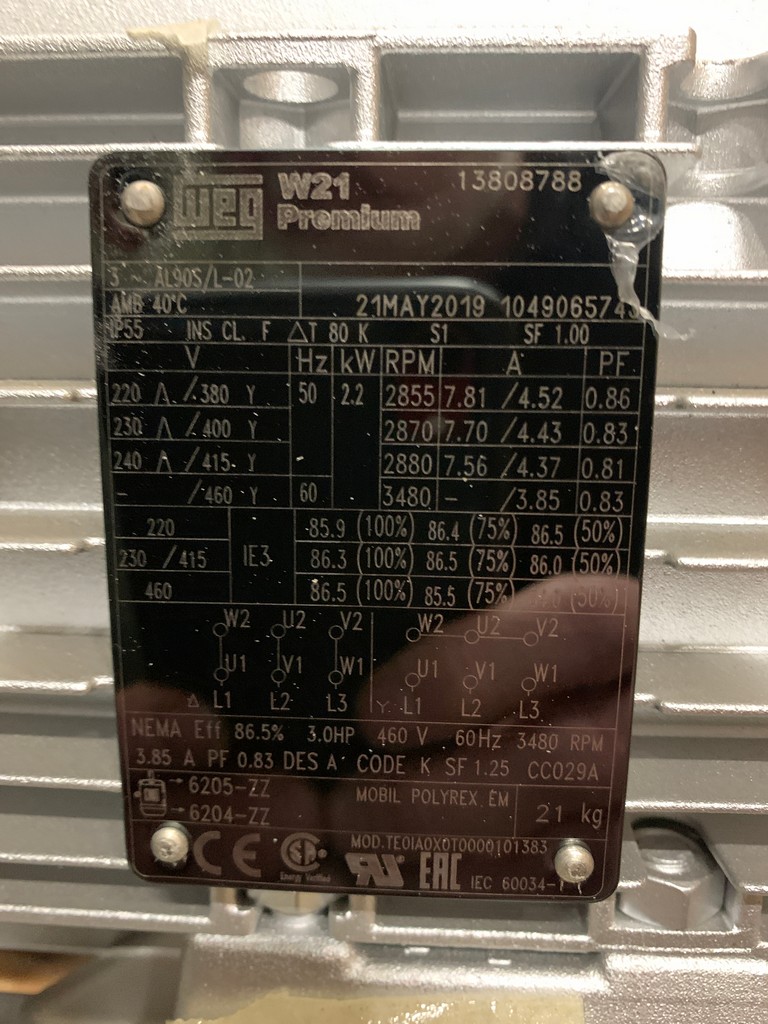 WEG W21 Premium 13808788
3 ~ AL90S/L-02
AMB 40°C 21MAY2019
IP55 INS CL. F ΔT 80 K S1 SF 1.00
V Hz kW RPM A PF
220 Δ /380 Y 50 2.2 2855 7.81 /4.52 0.86
230 Δ /400 Y 2870 7.70 /4.43 0.83
240 Δ /415 Y 2880 7.56 /4.37 0.81
- /460 Y 60 3480 - /3.85 0.83
220 85.9 (100%) 86.4 (75%) 86.5 (50%)
230 /415 IE3 86.3 (100%) 86.5 (75%) 86.0 (50%)
460 86.5 (100%) 85.5 (75%) (50%)
W2 U2 V2 W2 U2 V2
U1 V1 W1 U1 V1 W1
Δ L1 L2 L3 Y L1 L2 L3
NEMA Eff 86.5% 3.0HP 460 V 60Hz 3480 RPM
3.85 A PF 0.83 DES A CODE K SF 1.25 CC029A
→ 6205-ZZ MOBIL POLYREX EM
→ 6204-ZZ 21 kg
MOD.TE0IA0X0T0000101383
CE SA Energy Verified RU EAC IEC 60034-1